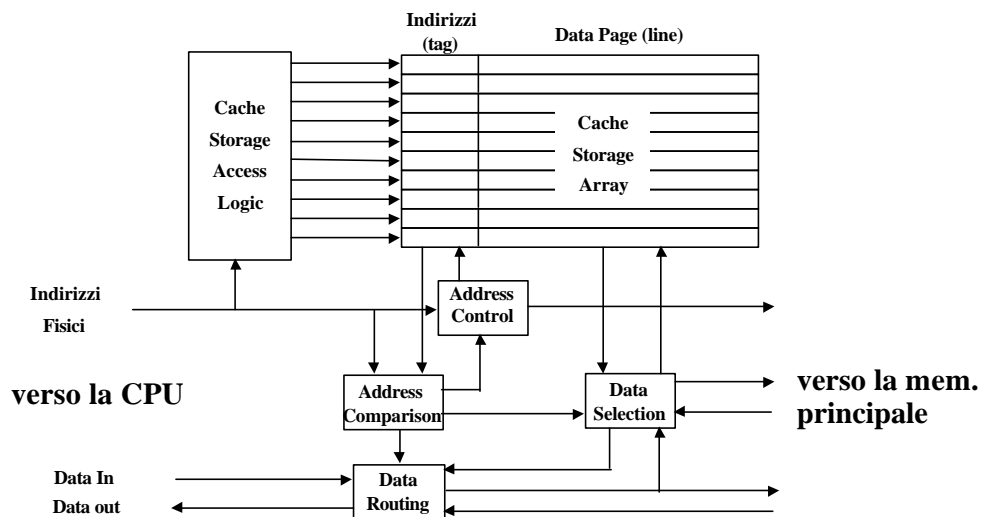 Indirizzi
(tag)
Data Page (line)
Cache
Storage
Access
Logic
Cache
Storage
Array
Indirizzi
Fisici
Address
Control
verso la CPU
Address
Comparison
Data
Selection
verso la mem.
principale
Data In
Data out
Data
Routing